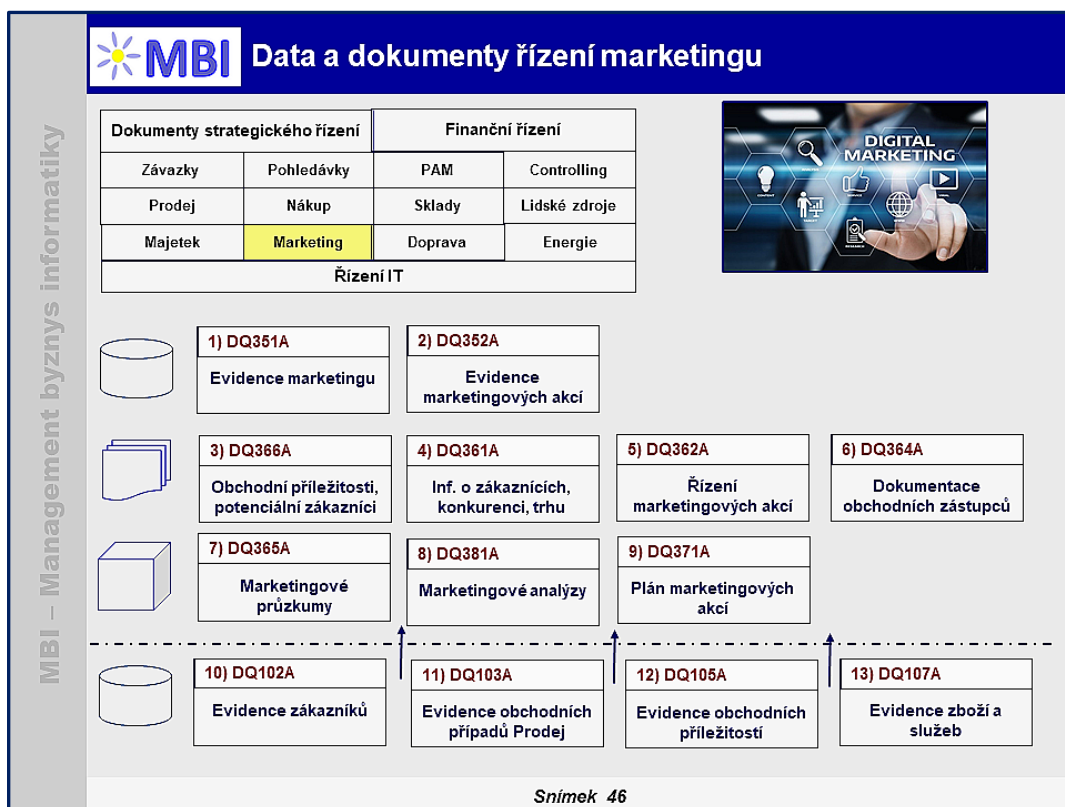 MBI
Data a dokumenty řízení marketingu
MBI – Management byznys informatiky
Dokumenty strategického řízení
Finanční řízení
Závazky
Pohledávky
PAM
Controlling
Prodej
Nákup
Sklady
Lidské zdroje
Majetek
Marketing
Doprava
Energie
Řízení IT
DIGITAL
MARKETING
CONTENT
RESEARCH
1) DQ351A
Evidence marketingu
2) DQ352A
Evidence
marketingových akcí
3) DQ366A
Obchodní příležitosti,
potenciální zákazníci
4) DQ361A
Inf. o zákaznících,
konkurenci, trhu
5) DQ362A
Řízení
marketingových akcí
6) DQ364A
Dokumentace
obchodních zástupců
7) DQ365A
Marketingové
průzkumy
8) DQ381A
Marketingové analýzy
9) DQ371A
Plán marketingových
akcí
10) DQ102A
Evidence zákazníků
11) DQ103A
Evidence obchodních
případů Prodej
12) DQ105A
Evidence obchodních
příležitostí
13) DQ107A
Evidence zboží a
služeb
Snímek 46